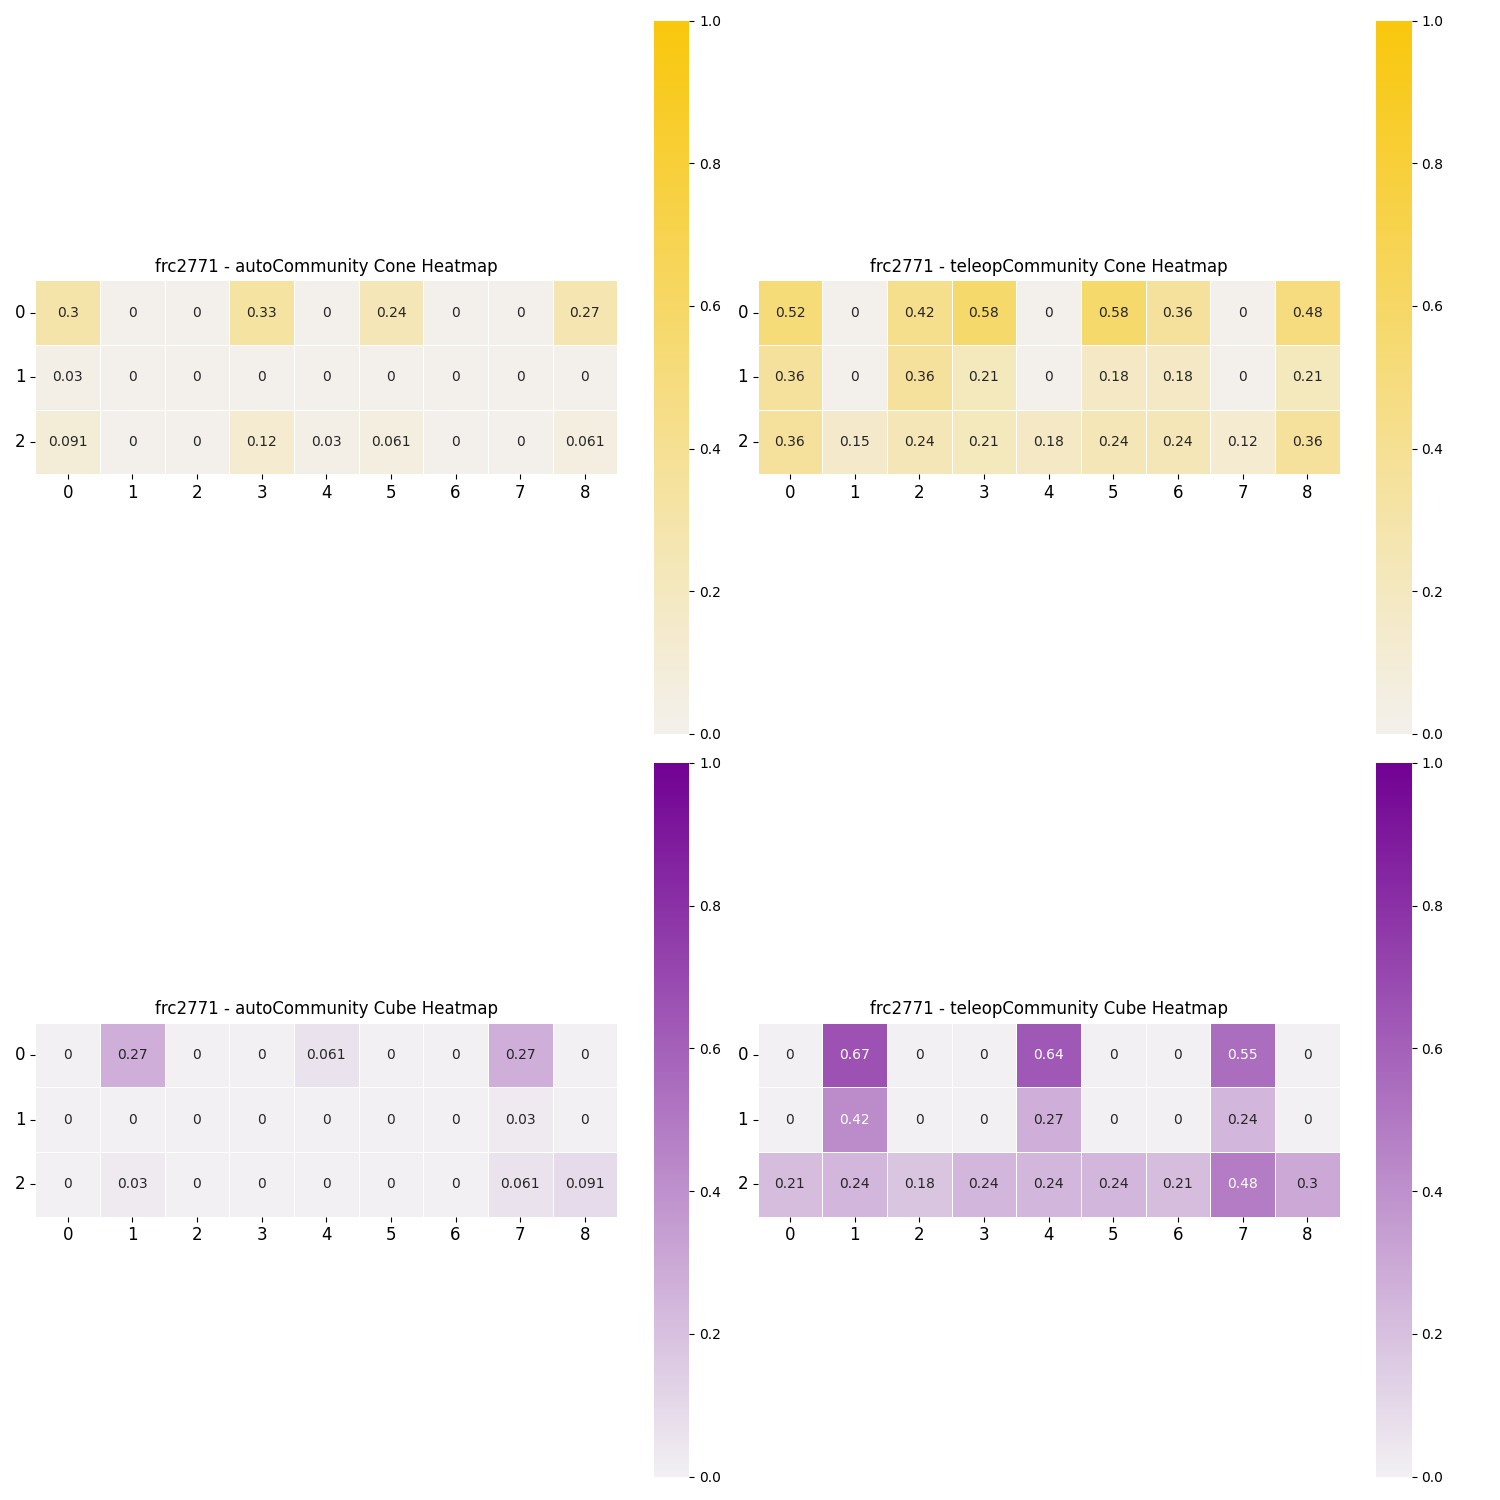 frc2771 - autoCommunity Cone Heatmap
0 0.3 0 0 0.33 0 0.24 0 0 0.27
1 0.03 0 0 0 0 0 0 0 0
2 0.091 0 0 0.12 0.03 0.061 0 0 0.061
0 1 2 3 4 5 6 7 8
1.0
0.8
0.6
0.4
0.2
0.0
frc2771 - teleopCommunity Cone Heatmap
0 0.52 0 0.42 0.58 0 0.58 0.36 0 0.48
1 0.36 0 0.36 0.21 0 0.18 0.18 0 0.21
2 0.36 0.15 0.24 0.21 0.18 0.24 0.24 0.12 0.36
0 1 2 3 4 5 6 7 8
1.0
0.8
0.6
0.4
0.2
0.0
frc2771 - autoCommunity Cube Heatmap
0 0 0.27 0 0 0.061 0 0 0.27 0
1 0 0 0 0 0 0 0 0.03 0
2 0 0.03 0 0 0 0 0 0.061 0.091
0 1 2 3 4 5 6 7 8
1.0
0.8
0.6
0.4
0.2
0.0
frc2771 - teleopCommunity Cube Heatmap
0 0 0.67 0 0 0.64 0 0 0.55 0
1 0 0.42 0 0 0.27 0 0 0.24 0
2 0.21 0.24 0.18 0.24 0.24 0.24 0.21 0.48 0.3
0 1 2 3 4 5 6 7 8
1.0
0.8
0.6
0.4
0.2
0.0